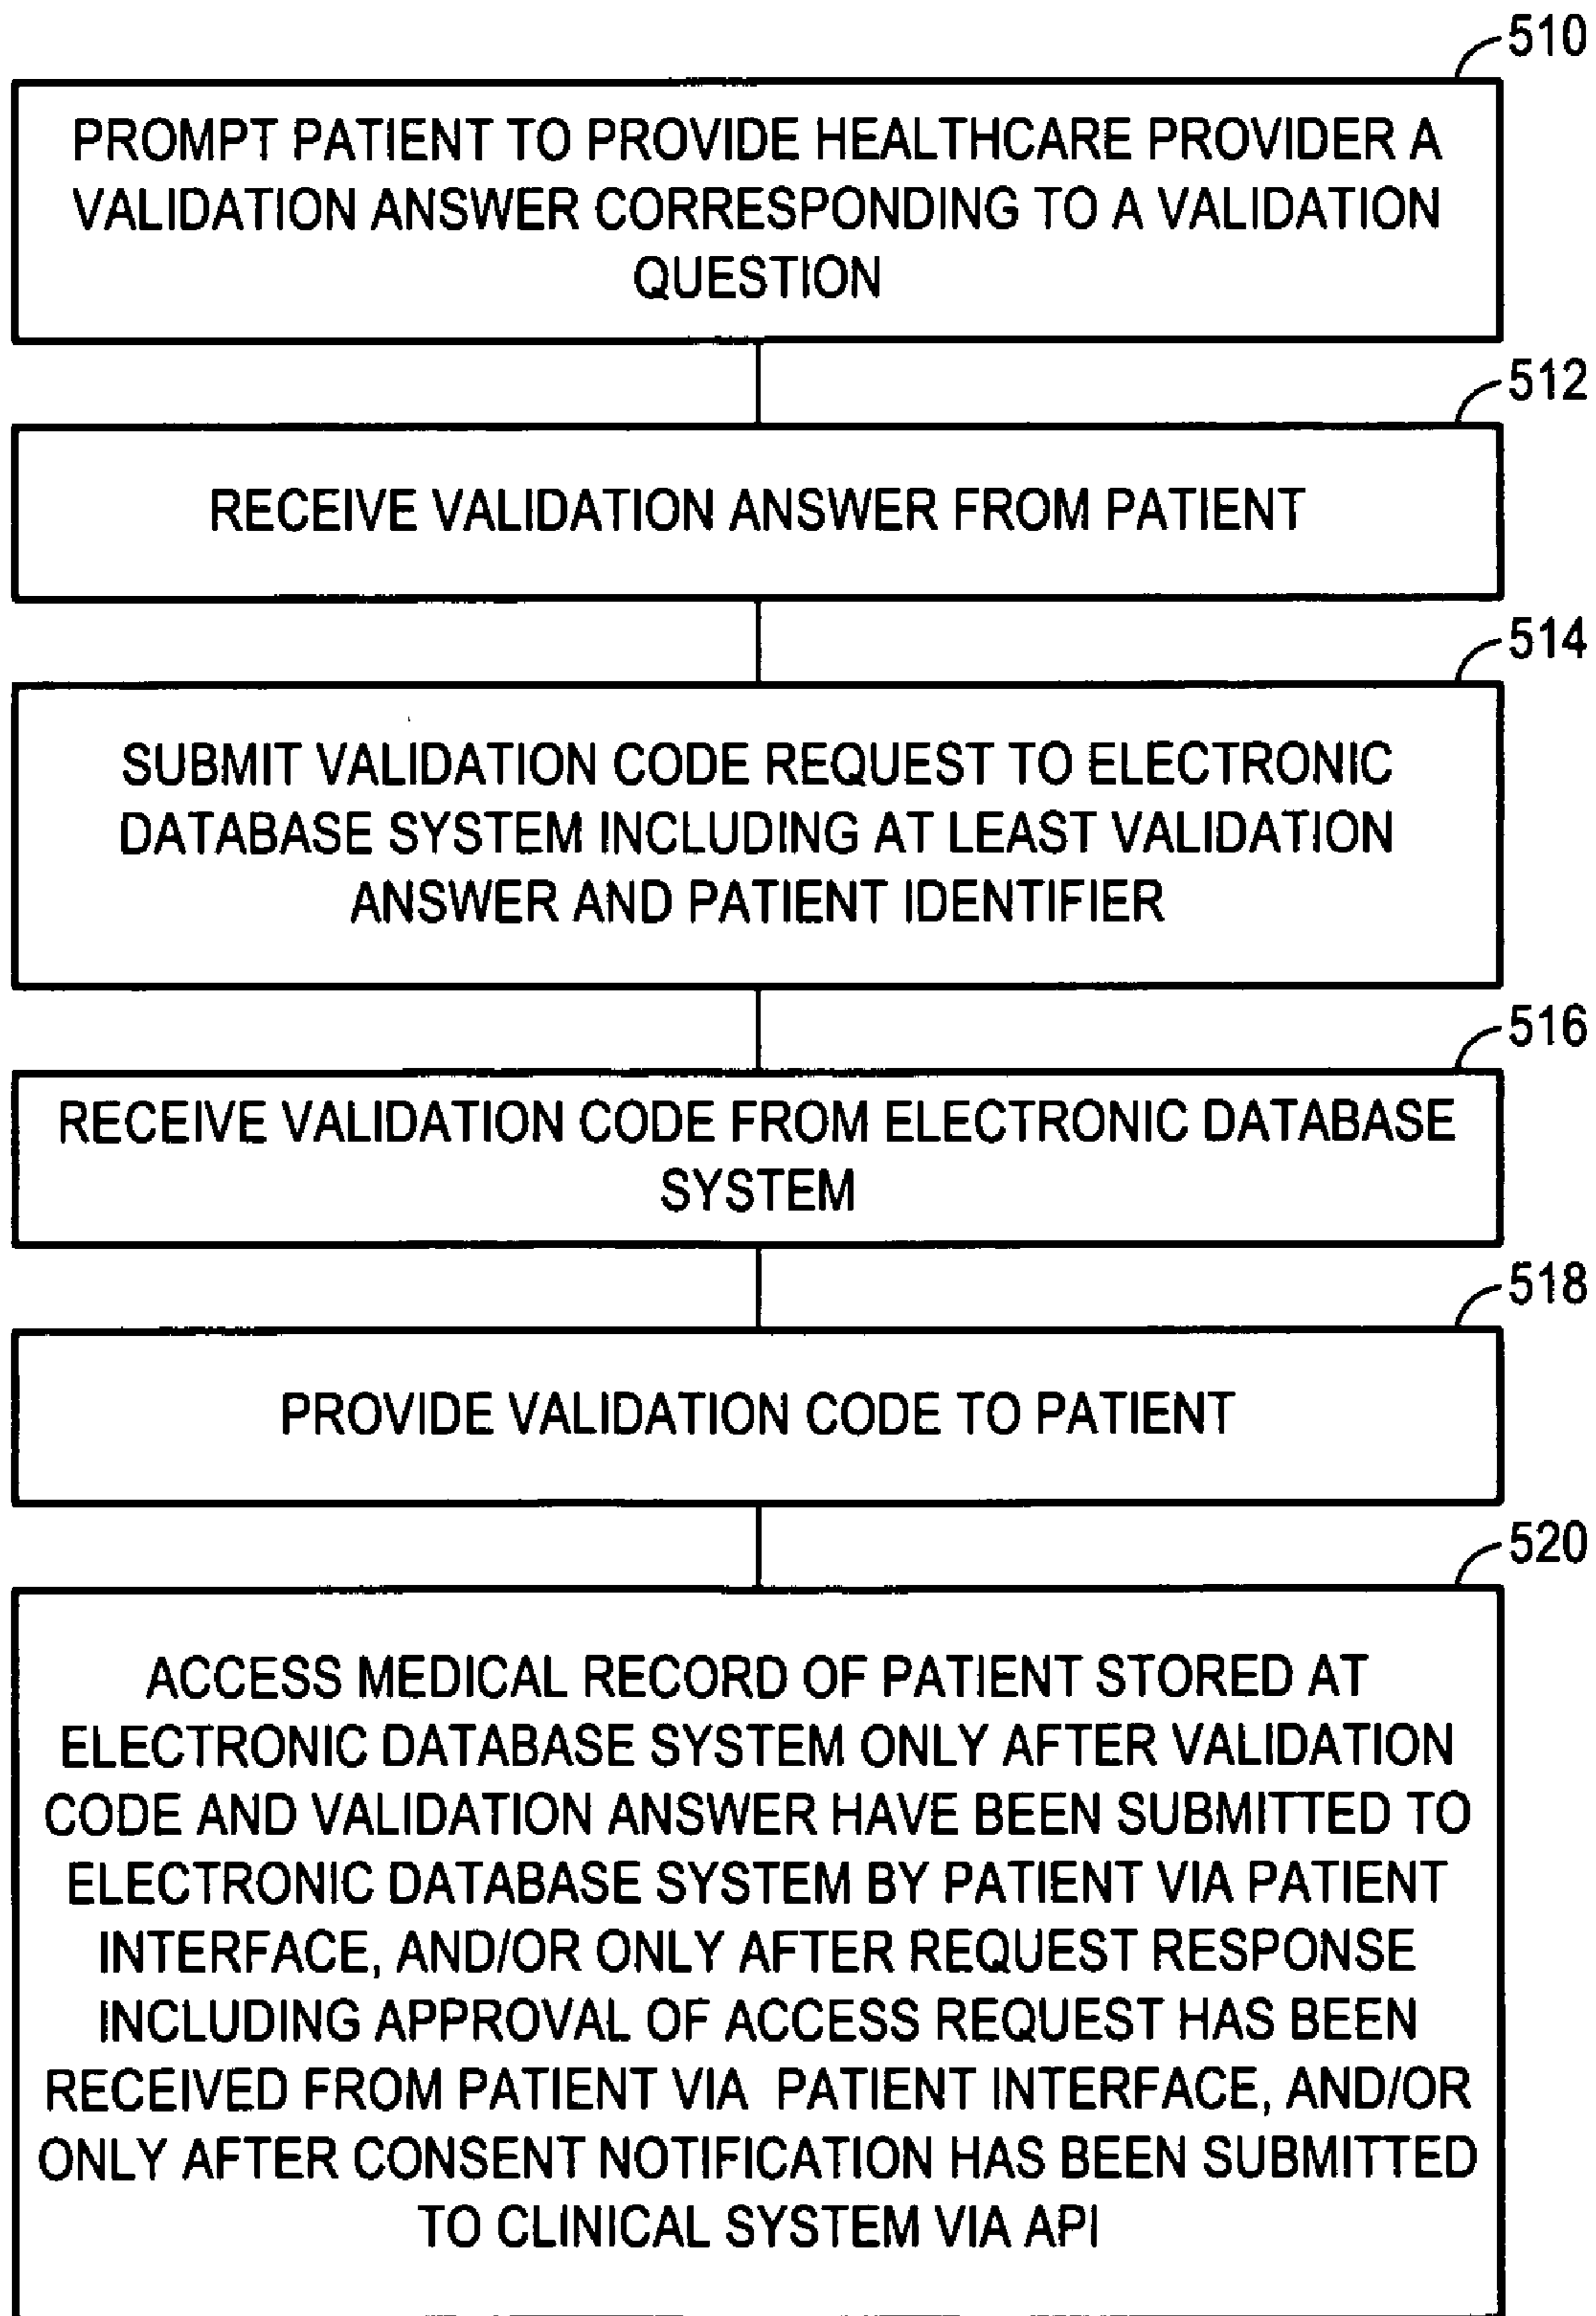 510
PROMPT PATIENT TO PROVIDE HEALTHCARE PROVIDER A
VALIDATION ANSWER CORRESPONDING TO A VALIDATION
QUESTION
512
RECEIVE VALIDATION ANSWER FROM PATIENT
514
SUBMIT VALIDATION CODE REQUEST TO ELECTRONIC
DATABASE SYSTEM INCLUDING AT LEAST VALIDATION
ANSWER AND PATIENT IDENTIFIER
516
RECEIVE VALIDATION CODE FROM ELECTRONIC DATABASE
SYSTEM
518
PROVIDE VALIDATION CODE TO PATIENT
520
ACCESS MEDICAL RECORD OF PATIENT STORED AT
ELECTRONIC DATABASE SYSTEM ONLY AFTER VALIDATION
CODE AND VALIDATION ANSWER HAVE BEEN SUBMITTED TO
ELECTRONIC DATABASE SYSTEM BY PATIENT VIA PATIENT
INTERFACE, AND/OR ONLY AFTER REQUEST RESPONSE
INCLUDING APPROVAL OF ACCESS REQUEST HAS BEEN
RECEIVED FROM PATIENT VIA PATIENT INTERFACE, AND/OR
ONLY AFTER CONSENT NOTIFICATION HAS BEEN SUBMITTED
TO CLINICAL SYSTEM VIA API